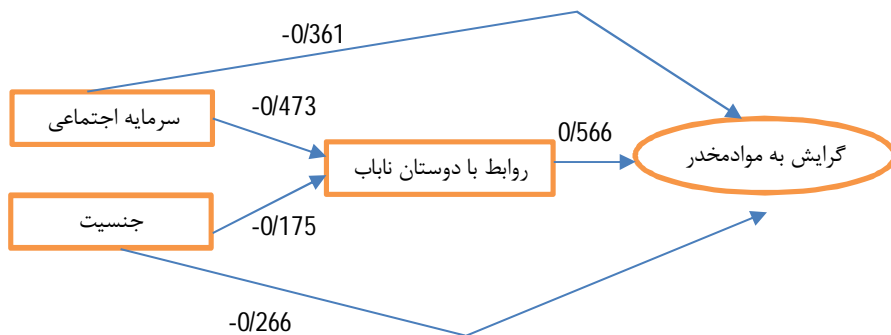 -0/361
سرمایه اجتماعی
-0/473
0/566
گرایش به موادمخدر
روابط با دوستان ناباب
جنسیت
-0/175
-0/266